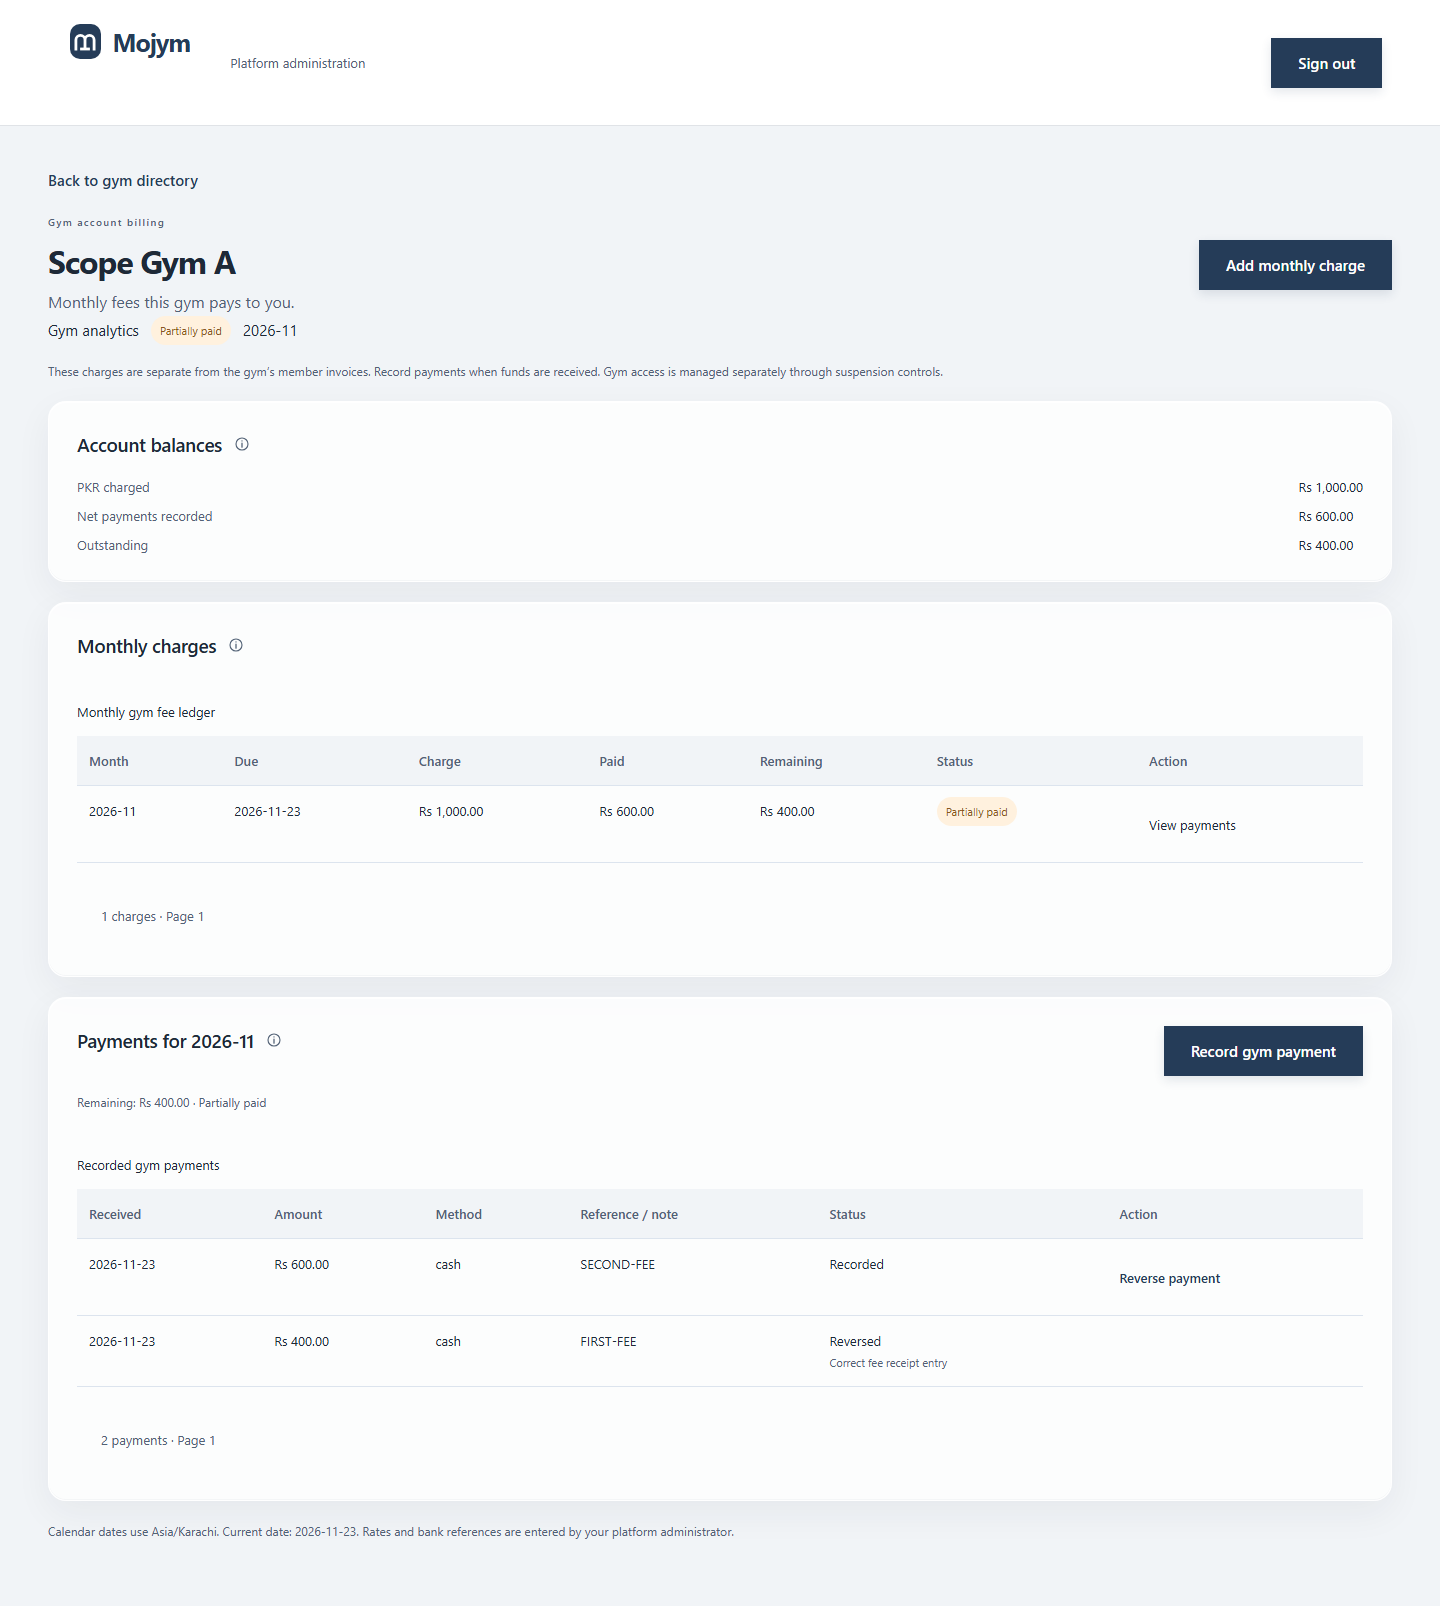 Mojym
Platform administration
Sign out
Back to gym directory
Gym account billing
Scope Gym A
Add monthly charge
Monthly fees this gym pays to you.
Gym analytics Partially paid 2026-11
These charges are separate from the gym's member invoices. Record payments when funds are received. Gym access is managed separately through suspension controls.
Account balances
PKR charged Rs 1,000.00
Net payments recorded Rs 600.00
Outstanding Rs 400.00
Monthly charges
Monthly gym fee ledger
Month Due Charge Paid Remaining Status Action
2026-11 2026-11-23 Rs 1,000.00 Rs 600.00 Rs 400.00 Partially paid View payments
1 charges · Page 1
Payments for 2026-11
Record gym payment
Remaining: Rs 400.00 · Partially paid
Recorded gym payments
Received Amount Method Reference / note Status Action
2026-11-23 Rs 600.00 cash SECOND-FEE Recorded Reverse payment
2026-11-23 Rs 400.00 cash FIRST-FEE Reversed
Correct fee receipt entry
2 payments · Page 1
Calendar dates use Asia/Karachi. Current date: 2026-11-23. Rates and bank references are entered by your platform administrator.